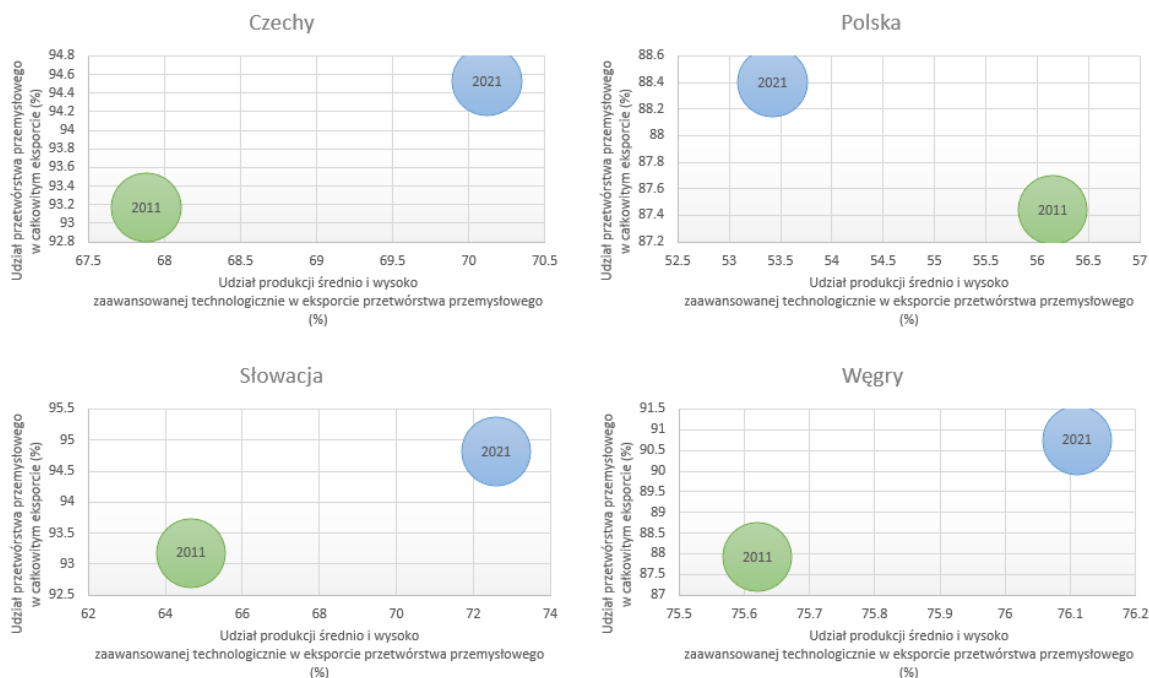 Czechy
Udział przetwórstwa przemysłowego
w całkowitym eksporcie (%)
94.8
94.6
94.4
94.2
94
93.8
93.6
93.4
93.2
93
92.8
2021
2011
67.5 68 68.5 69 69.5 70 70.5
Udział produkcji średnio i wysoko
zaawansowanej technologicznie w eksporcie przetwórstwa przemysłowego
(%)
Polska
Udział przetwórstwa przemysłowego
w całkowitym eksporcie (%)
88.6
88.4
88.2
88
87.8
87.6
87.4
87.2
2021
2011
52.5 53 53.5 54 54.5 55 55.5 56 56.5 57
Udział produkcji średnio i wysoko
zaawansowanej technologicznie w eksporcie przetwórstwa przemysłowego
(%)
Słowacja
Udział przetwórstwa przemysłowego
w całkowitym eksporcie (%)
95.5
95
94.5
94
93.5
93
92.5
2021
2011
62 64 66 68 70 72 74
Udział produkcji średnio i wysoko
zaawansowanej technologicznie w eksporcie przetwórstwa przemysłowego
(%)
Węgry
Udział przetwórstwa przemysłowego
w całkowitym eksporcie (%)
91.5
91
90.5
90
89.5
89
88.5
88
87.5
87
2021
2011
75.5 75.6 75.7 75.8 75.9 76 76.1 76.2
Udział produkcji średnio i wysoko
zaawansowanej technologicznie w eksporcie przetwórstwa przemysłowego
(%)